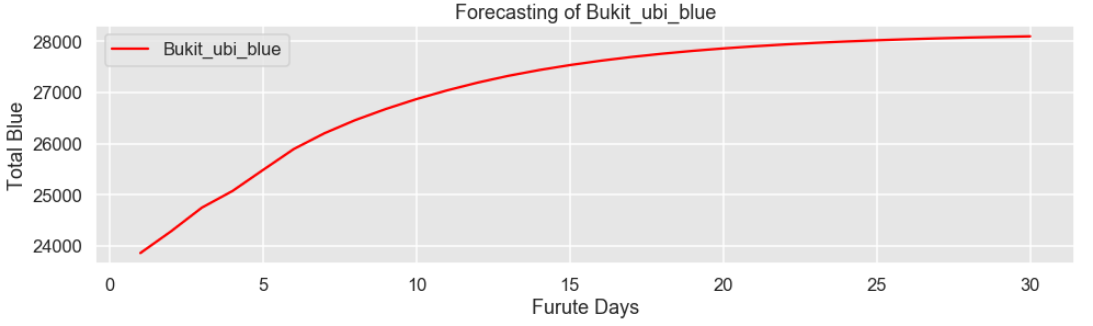 Forecasting of Bukit_ubi_blue
Bukit_ubi_blue
Total Blue
28000
27000
26000
25000
24000
0 5 10 15 20 25 30
Furute Days